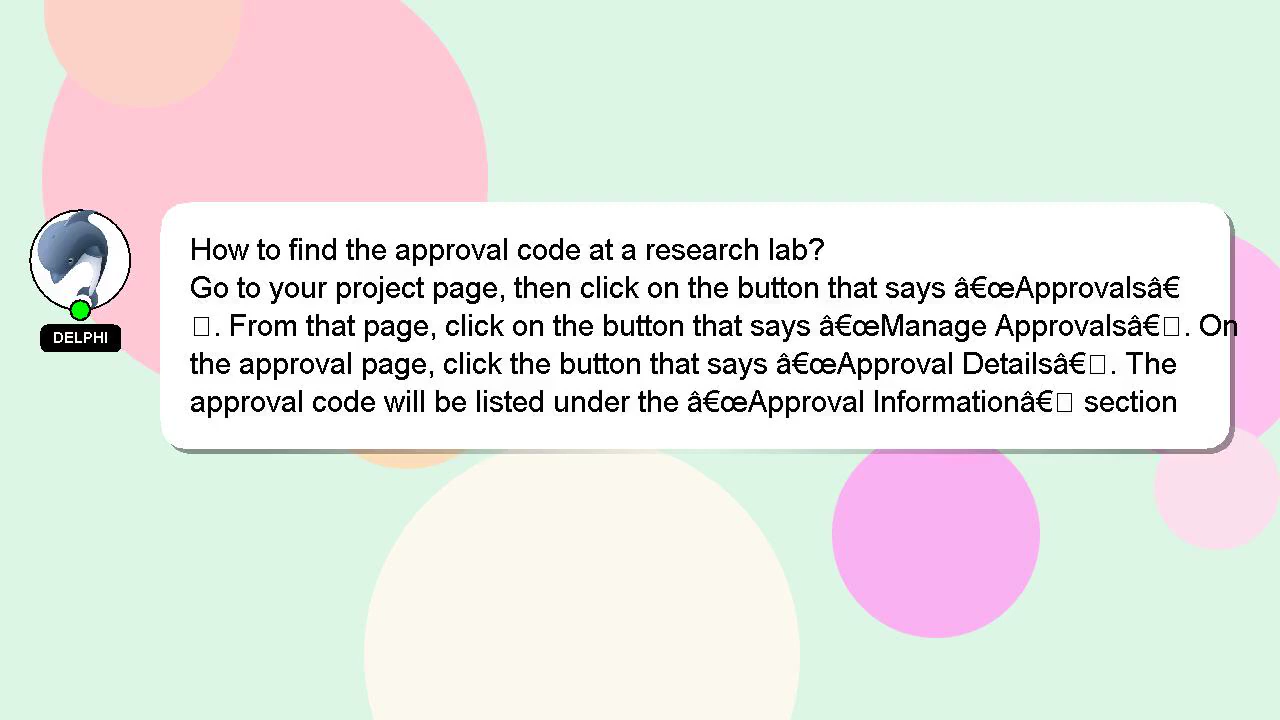 How to find the approval code at a research lab?
Go to your project page, then click on the button that says â€œApprovalsâ€
□. From that page, click on the button that says â€œManage Approvalsâ€□. On
the approval page, click the button that says â€œApproval Detailsâ€□. The
approval code will be listed under the â€œApproval Informationâ€□ section
DELPHI